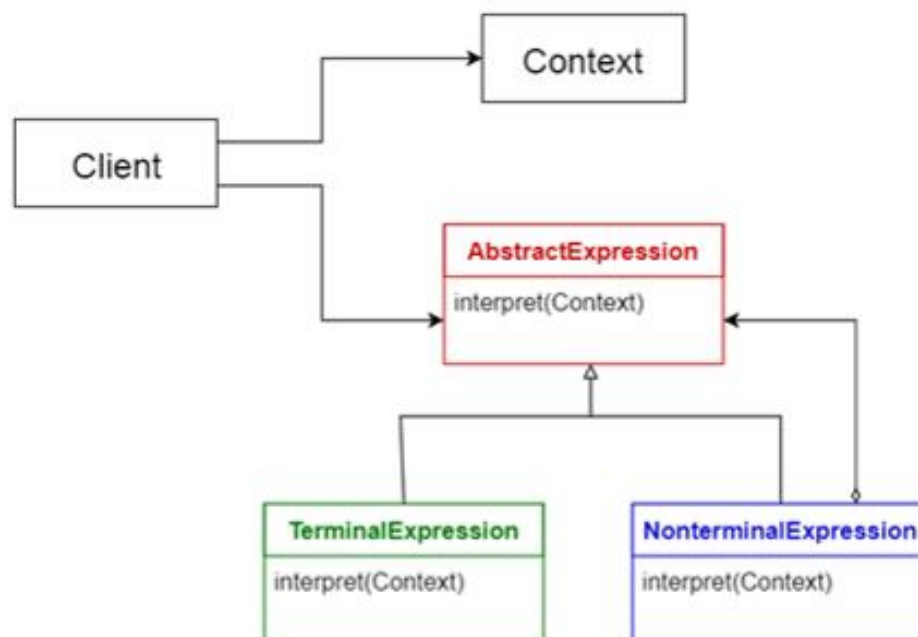 Context
Client
AbstractExpression
interpret(Context)
TerminalExpression
interpret(Context)
NonterminalExpression
interpret(Context)